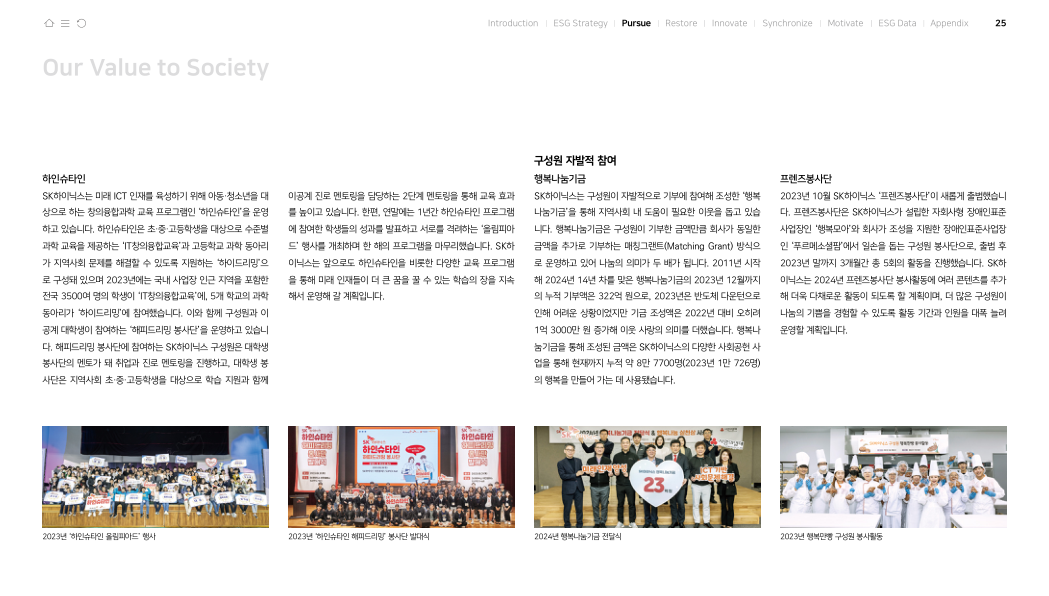 Introduction | ESG Strategy | Pursue | Restore | Innovate | Synchronize | Motivate | ESG Data | Appendix 25
Our Value to Society
하인슈타인
SK하이닉스는 미래 ICT 인재를 육성하기 위해 아동·청소년을 대
상으로 하는 창의융합과학 교육 프로그램인 ‘하인슈타인’을 운영
하고 있습니다. 하인슈타인은 초·중·고등학생을 대상으로 수준별
과학 교육을 제공하는 ‘IT창의융합교육’과 고등학교 과학 동아리
가 지역사회 문제를 해결할 수 있도록 지원하는 ‘하이드리밍’으
로 구성돼 있으며 2023년에는 국내 사업장 인근 지역을 포함한
전국 3500여 명의 학생이 ‘IT창의융합교육’에, 5개 학교의 과학
동아리가 ‘하이드리밍’에 참여했습니다. 이와 함께 구성원과 이
공계 대학생이 참여하는 ‘해피드리밍 봉사단’을 운영하고 있습니
다. 해피드리밍 봉사단에 참여하는 SK하이닉스 구성원은 대학생
봉사단의 멘토가 돼 취업과 진로 멘토링을 진행하고, 대학생 봉
사단은 지역사회 초·중·고등학생을 대상으로 학습 지원과 함께
이공계 진로 멘토링을 담당하는 2단계 멘토링을 통해 교육 효과
를 높이고 있습니다. 한편, 연말에는 1년간 하인슈타인 프로그램
에 참여한 학생들의 성과를 발표하고 서로를 격려하는 ‘올림피아
드’ 행사를 개최하며 한 해의 프로그램을 마무리했습니다. SK하
이닉스는 앞으로도 하인슈타인을 비롯한 다양한 교육 프로그램
을 통해 미래 인재들이 더 큰 꿈을 꿀 수 있는 학습의 장을 지속
해서 운영해 갈 계획입니다.
구성원 자발적 참여
행복나눔기금
SK하이닉스는 구성원이 자발적으로 기부에 참여해 조성한 ‘행복
나눔기금’을 통해 지역사회 내 도움이 필요한 이웃을 돕고 있습
니다. 행복나눔기금은 구성원이 기부한 금액만큼 회사가 동일한
금액을 추가로 기부하는 매칭그랜트(Matching Grant) 방식으
로 운영하고 있어 나눔의 의미가 두 배가 됩니다. 2011년 시작
해 2024년 14년 차를 맞은 행복나눔기금의 2023년 12월까지
의 누적 기부액은 322억 원으로, 2023년은 반도체 다운턴으로
인해 어려운 상황이었지만 기금 조성액은 2022년 대비 오히려
1억 3000만 원 증가해 이웃 사랑의 의미를 더했습니다. 행복나
눔기금을 통해 조성된 금액은 SK하이닉스의 다양한 사회공헌 사
업을 통해 현재까지 누적 약 8만 7700명(2023년 1만 726명)
의 행복을 만들어 가는 데 사용됐습니다.
프렌즈봉사단
2023년 10월 SK하이닉스 ‘프렌즈봉사단’이 새롭게 출범했습니
다. 프렌즈봉사단은 SK하이닉스가 설립한 자회사형 장애인표준
사업장인 ‘행복모아’와 회사가 조성을 지원한 장애인표준사업장
인 ‘푸르메소셜팜’에서 일손을 돕는 구성원 봉사단으로, 출범 후
2023년 말까지 3개월간 총 5회의 활동을 진행했습니다. SK하
이닉스는 2024년 프렌즈봉사단 봉사활동에 여러 콘텐츠를 추가
해 더욱 다채로운 활동이 되도록 할 계획이며, 더 많은 구성원이
나눔의 기쁨을 경험할 수 있도록 활동 기간과 인원을 대폭 늘려
운영할 계획입니다.
하인슈타인
SK
하인슈타인
해피드리밍
봉사단
발대식
하인슈타인
해피드리밍 봉사단
하인슈타인
SK
23
ICT
2023년 ‘하인슈타인 올림피아드’ 행사
2023년 ‘하인슈타인 해피드리밍’ 봉사단 발대식
2024년 행복나눔기금 전달식
2023년 행복만빵 구성원 봉사활동